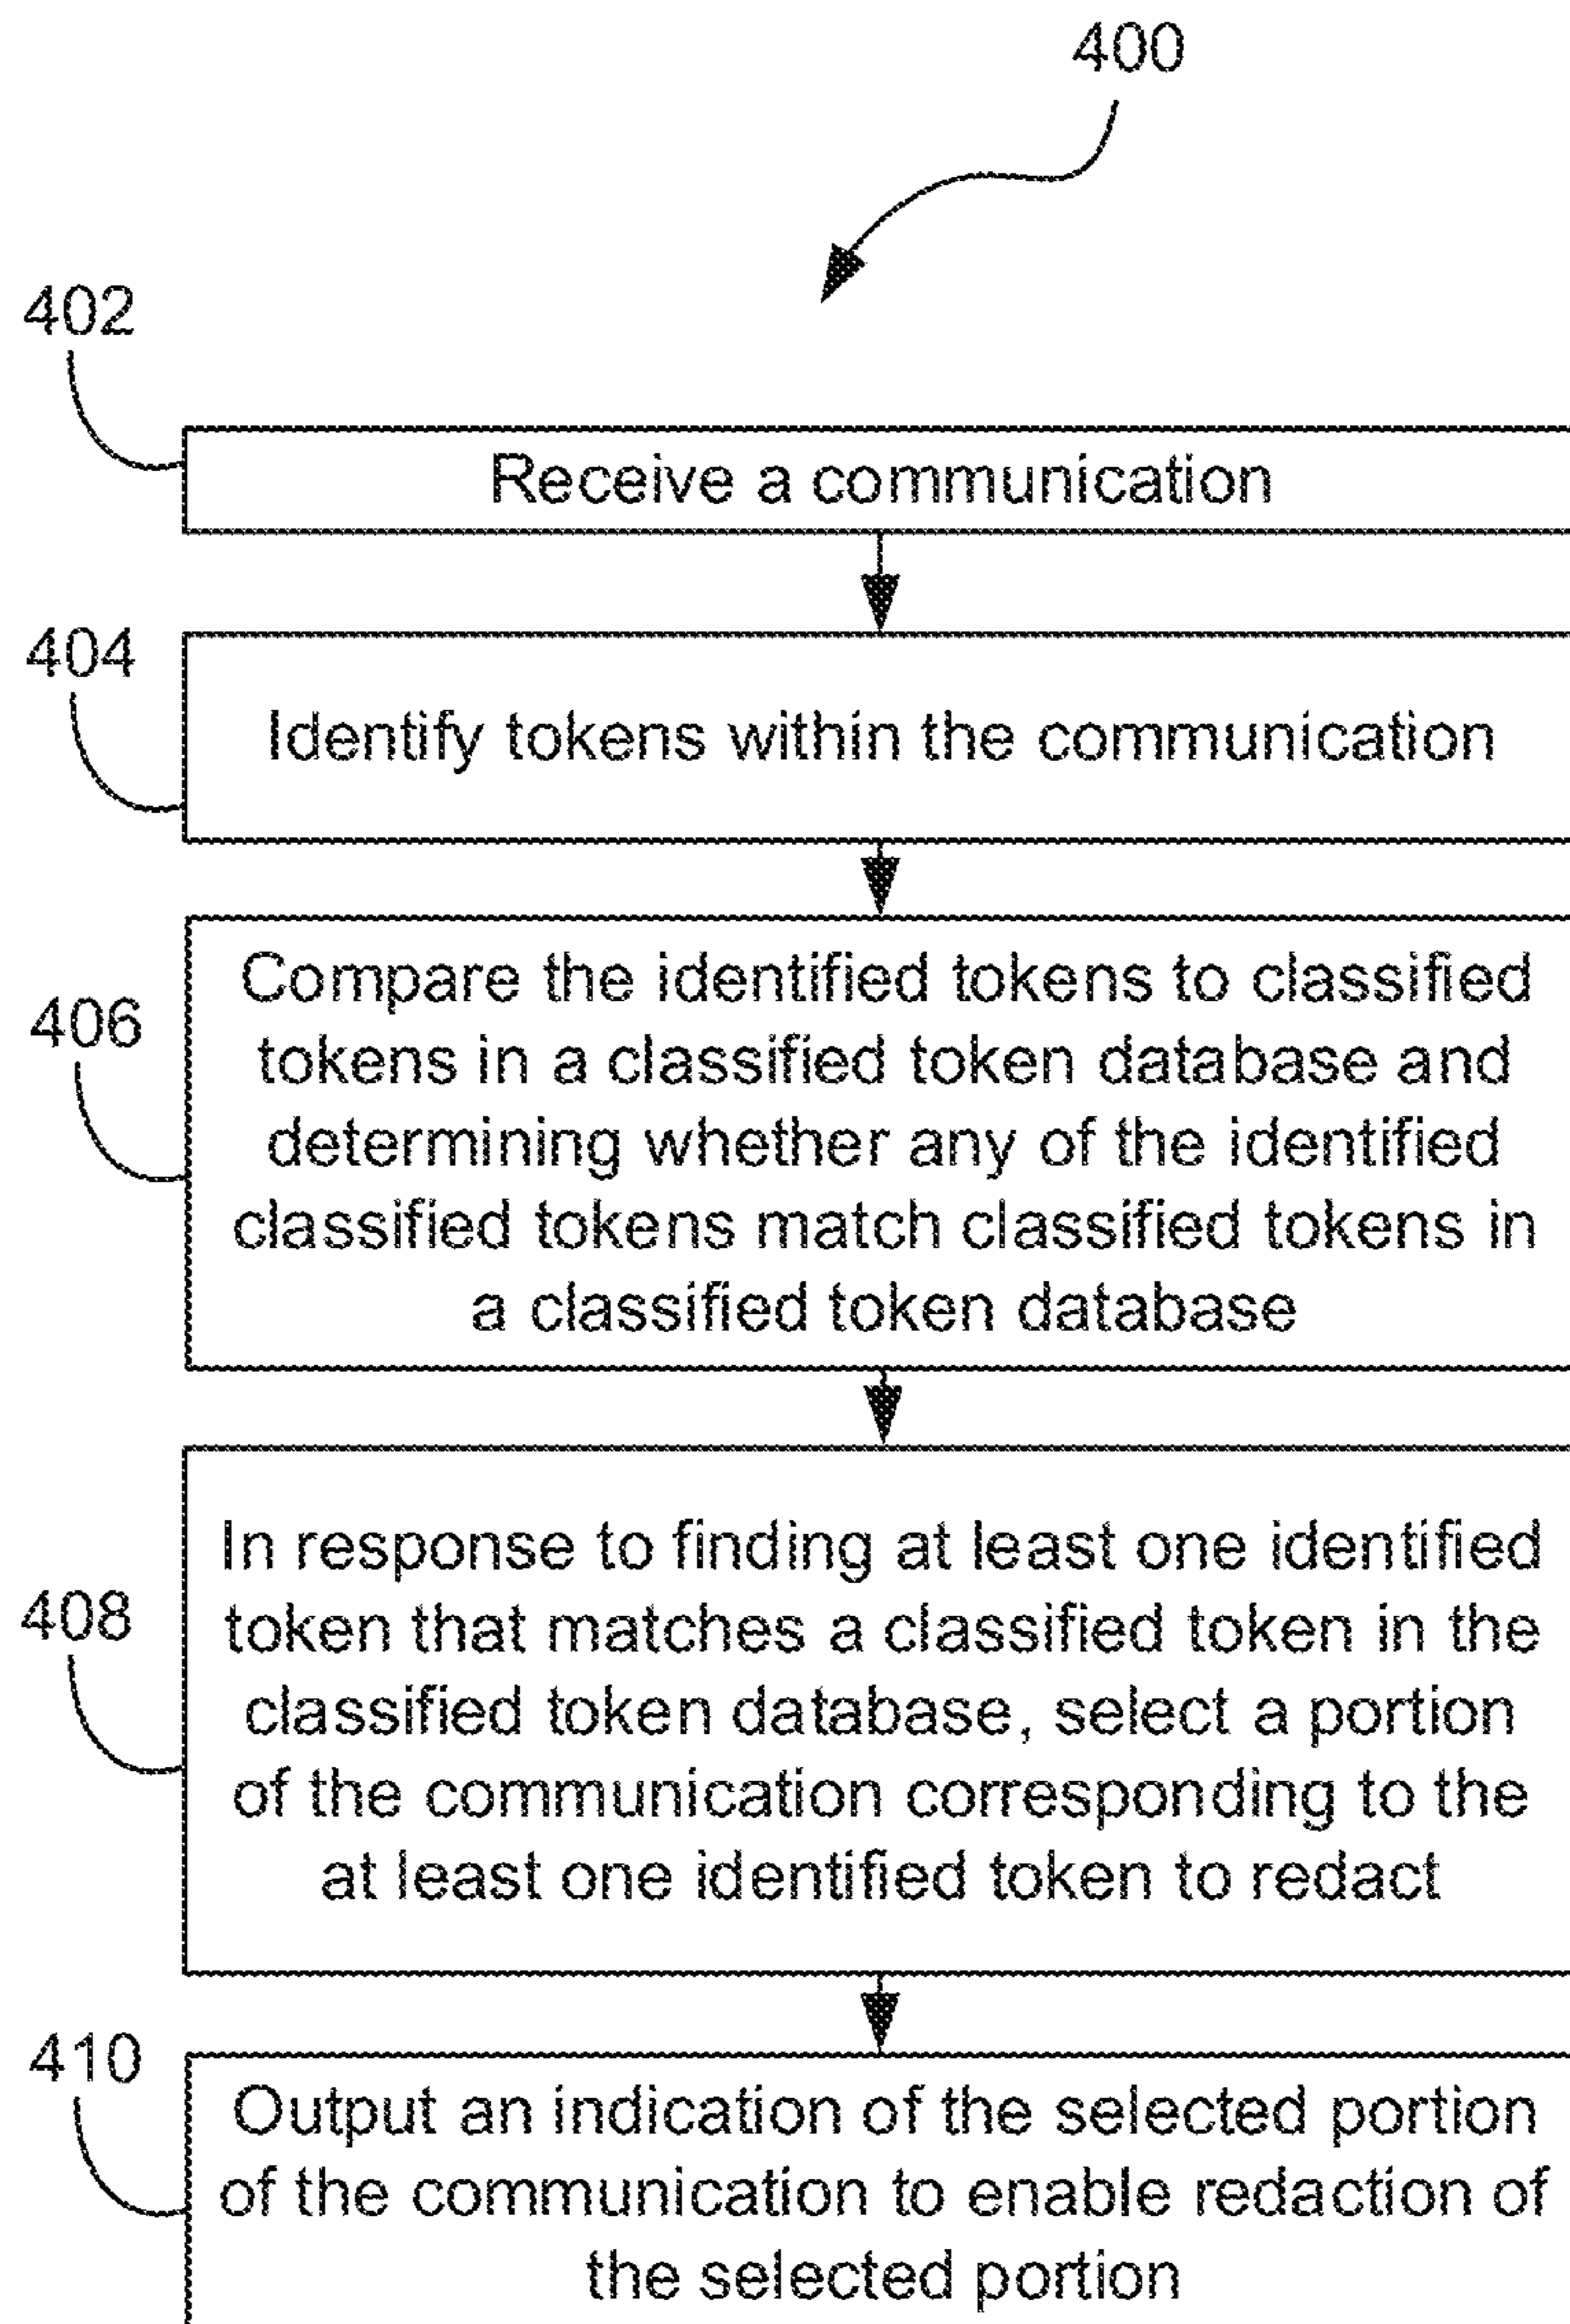 400
402
Receive a communication
404
Identify tokens within the communication
406
Compare the identified tokens to classified
tokens in a classified token database and
determining whether any of the identified
classified tokens match classified tokens in
a classified token database
408
In response to finding at least one identified
token that matches a classified token in the
classified token database, select a portion
of the communication corresponding to the
at least one identified token to redact
410
Output an indication of the selected portion
of the communication to enable redaction of
the selected portion